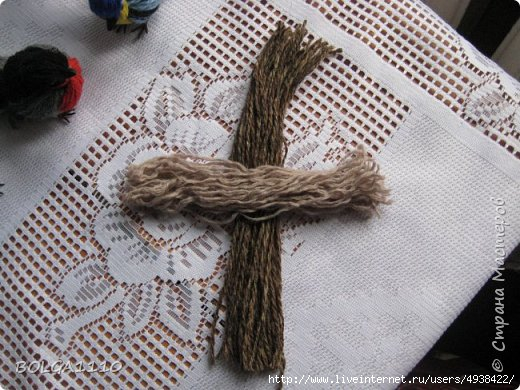 © Страна Мастеров
BOLGA1110
http://www.liveinternet.ru/users/4938422/